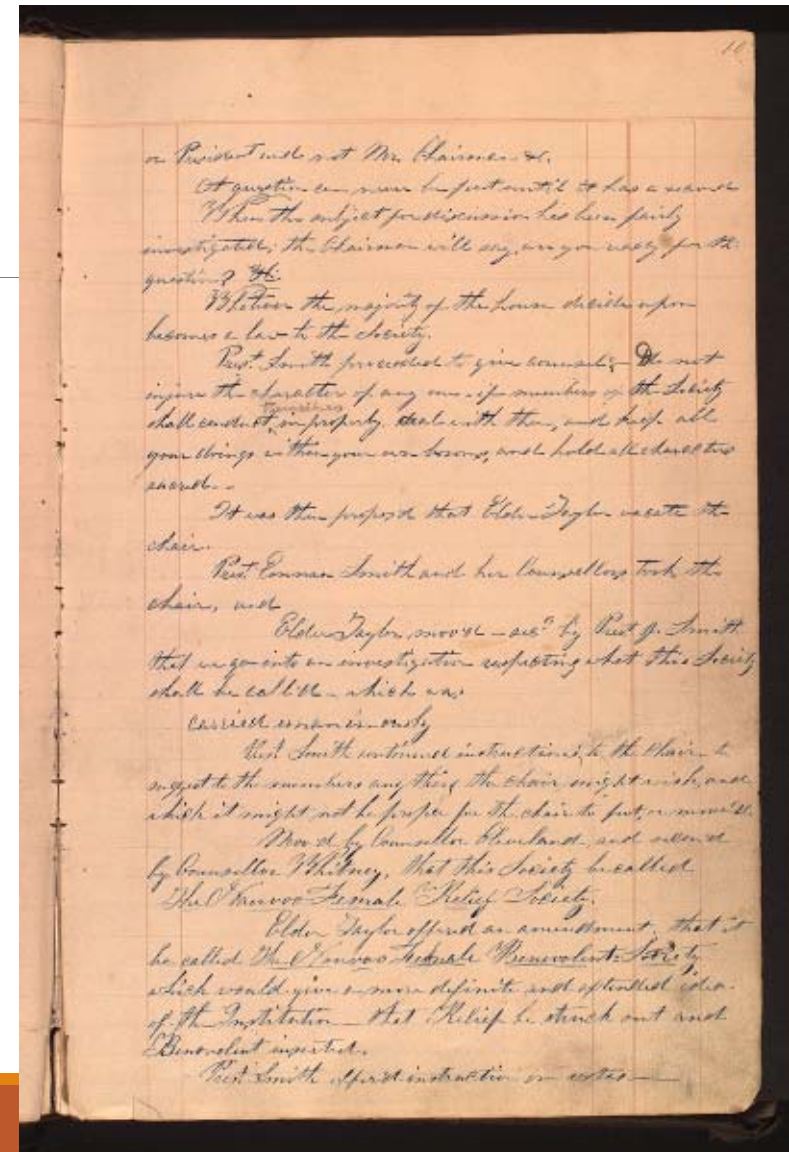 10
or President and not Mr. Chairman &c.
A question can never be put until it has a second
When the subject for discussion has been fairly
investigated; the Chairman will say, are you ready for the
question? &c.
Whatever the majority of the house decide upon
becomes a law to the Society.
Prest. Smith proceeded to give counsel; Do not
injure the character of any one — if members of the Society
shall conduct improperly, deal with them, and keep all
your doings within your own bosoms, and hold all characters
sacred —
It was then propos'd that Elder Taylor vacate the
chair.
Prest. Emma Smith and her Counsellors took the
chair, and
Elder Taylor mov'd — secd. by Prest. J. Smith
that we go into an investigation respecting what this Society
shall be call'd — which was
carried unanimously
Prest. Smith continued instructions to the Chair to
suggest to the members anything the chair might wish, and
which it might not be proper for the chair to put, or move &c.
Mov'd by Counsellor Cleveland, and secon'd
by Counsellor Whitney, that this Society be called
The Nauvoo Female Relief Society.
Elder Taylor offered an amendment, that it
be called The Nauvoo Female Benevolent Society
which would give a more definite and extended idea
of the Institution — that Relief be struck out and
Benevolent inserted.
Prest. Smith offer'd instruction on votes —